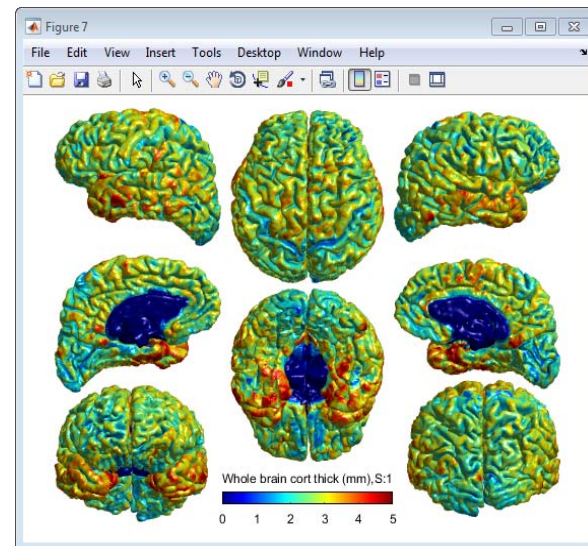 Figure 7
File Edit View Insert Tools Desktop Window Help
Whole brain cort thick (mm),S:1
0 1 2 3 4 5